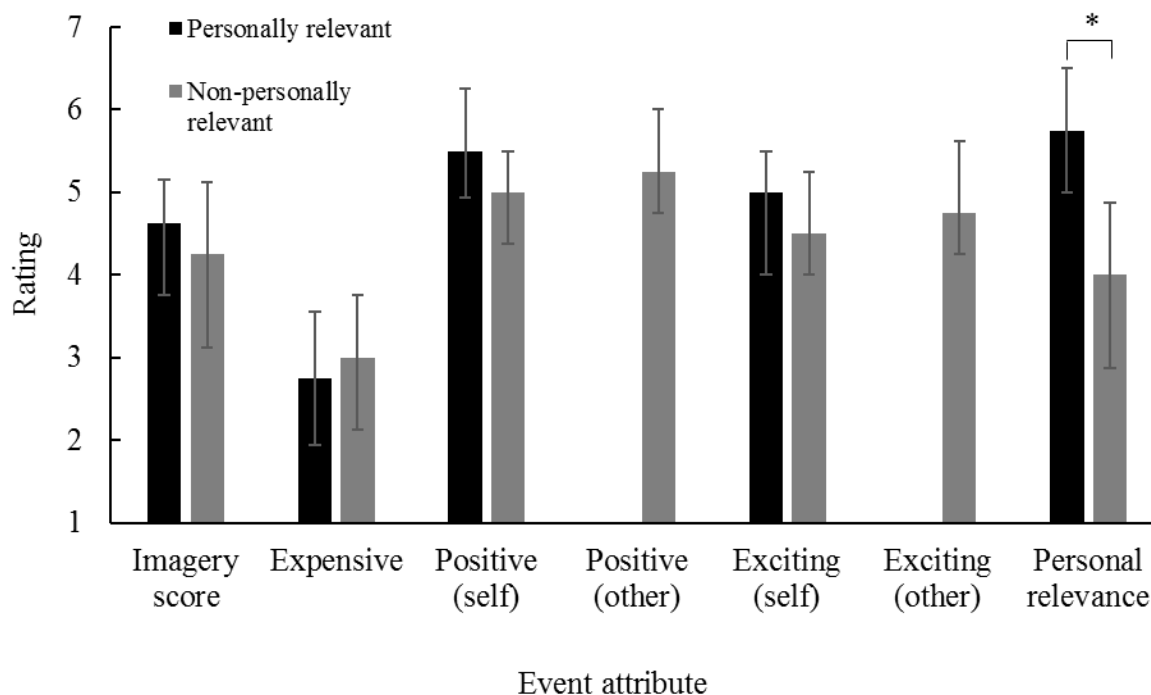 7
6
5
4
3
2
1
Rating
Personally relevant
Non-personally
relevant
*
Imagery
score
Expensive
Positive
(self)
Positive
(other)
Exciting
(self)
Exciting
(other)
Personal
relevance
Event attribute